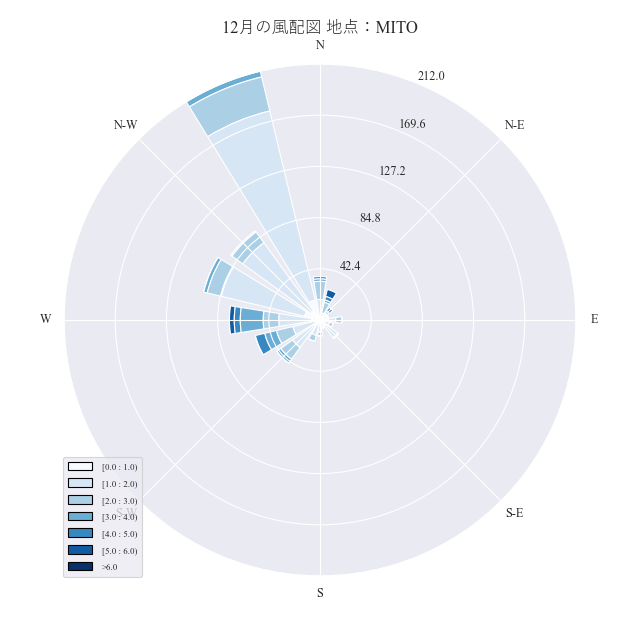 12月の風配図 地点：MITO
N
212.0
N-W
169.6
N-E
127.2
84.8
42.4
W
E
[0.0 : 1.0)
[1.0 : 2.0)
[2.0 : 3.0)
S-W
[3.0 : 4.0)
S-E
[4.0 : 5.0)
[5.0 : 6.0)
>6.0
S